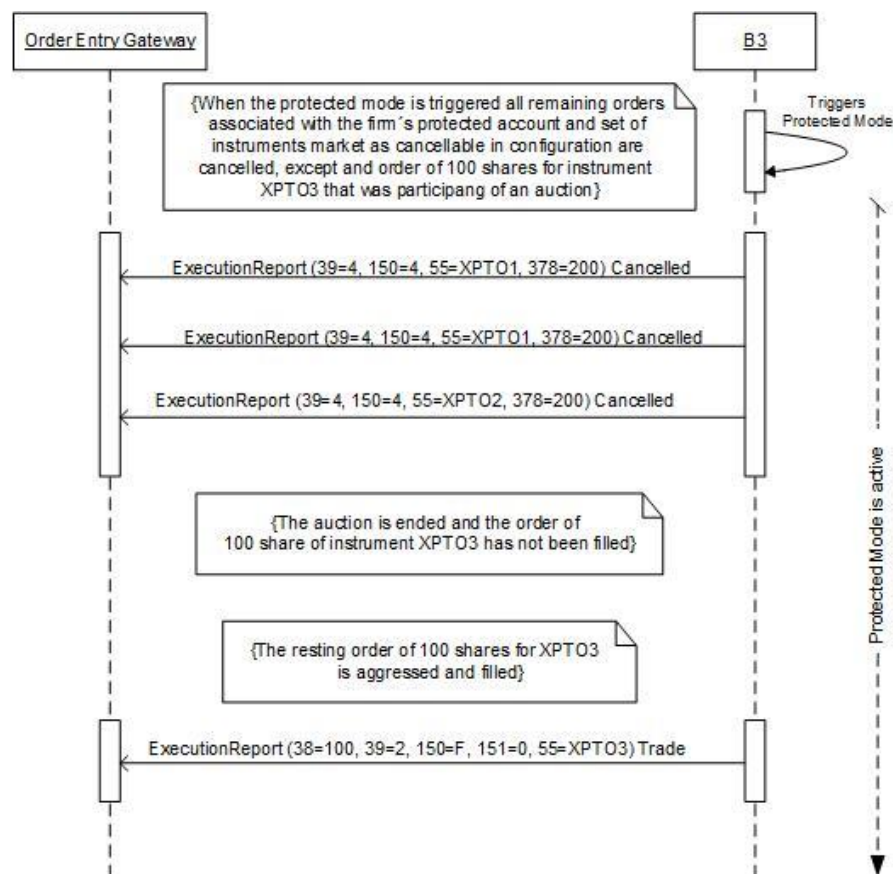 Order Entry Gateway
B3
{When the protected mode is triggered all remaining orders
associated with the firm´s protected account and set of
instruments market as cancellable in configuration are
cancelled, except and order of 100 shares for instrument
XPTO3 that was participang of an auction}
Triggers
Protected Mode
ExecutionReport (39=4, 150=4, 55=XPTO1, 378=200) Cancelled
ExecutionReport (39=4, 150=4, 55=XPTO1, 378=200) Cancelled
ExecutionReport (39=4, 150=4, 55=XPTO2, 378=200) Cancelled
{The auction is ended and the order of
100 share of instrument XPTO3 has not been filled}
Protected Mode is active
{The resting order of 100 shares for XPTO3
is aggressed and filled}
ExecutionReport (38=100, 39=2, 150=F, 151=0, 55=XPTO3) Trade